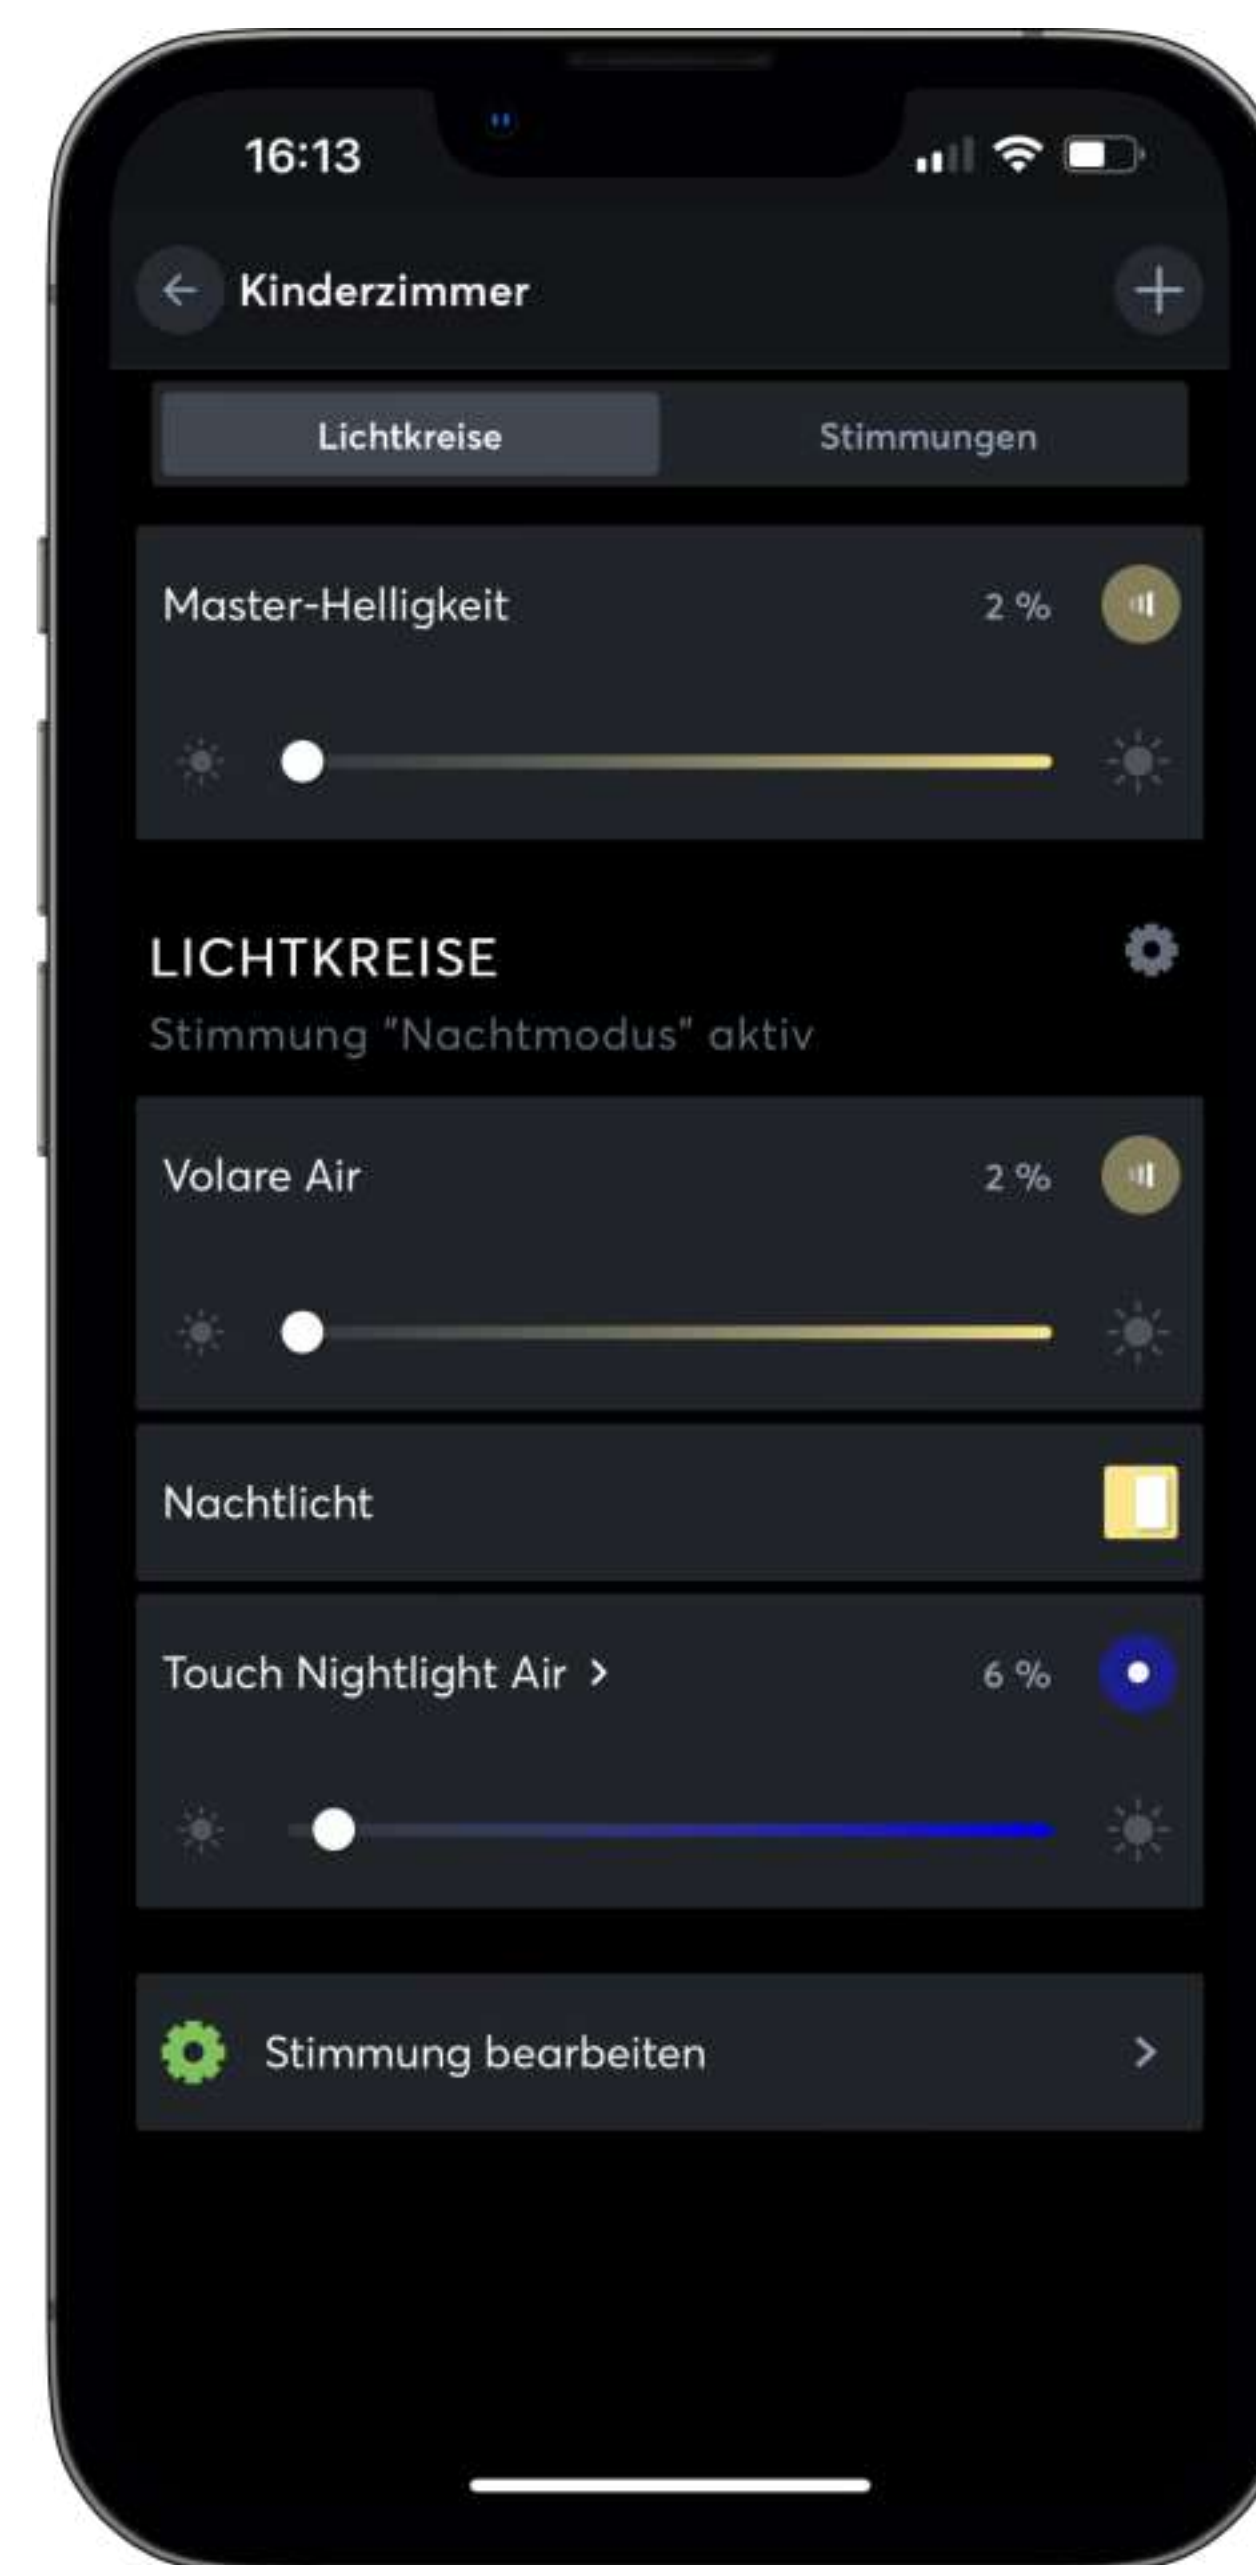 16:13
Kinderzimmer
Lichtkreise
Stimmungen
Master-Helligkeit
2 %
LICHTKREISE
Stimmung "Nachtmodus" aktiv
Volare Air
2 %
Nachtlicht
Touch Nightlight Air >
6 %
Stimmung bearbeiten